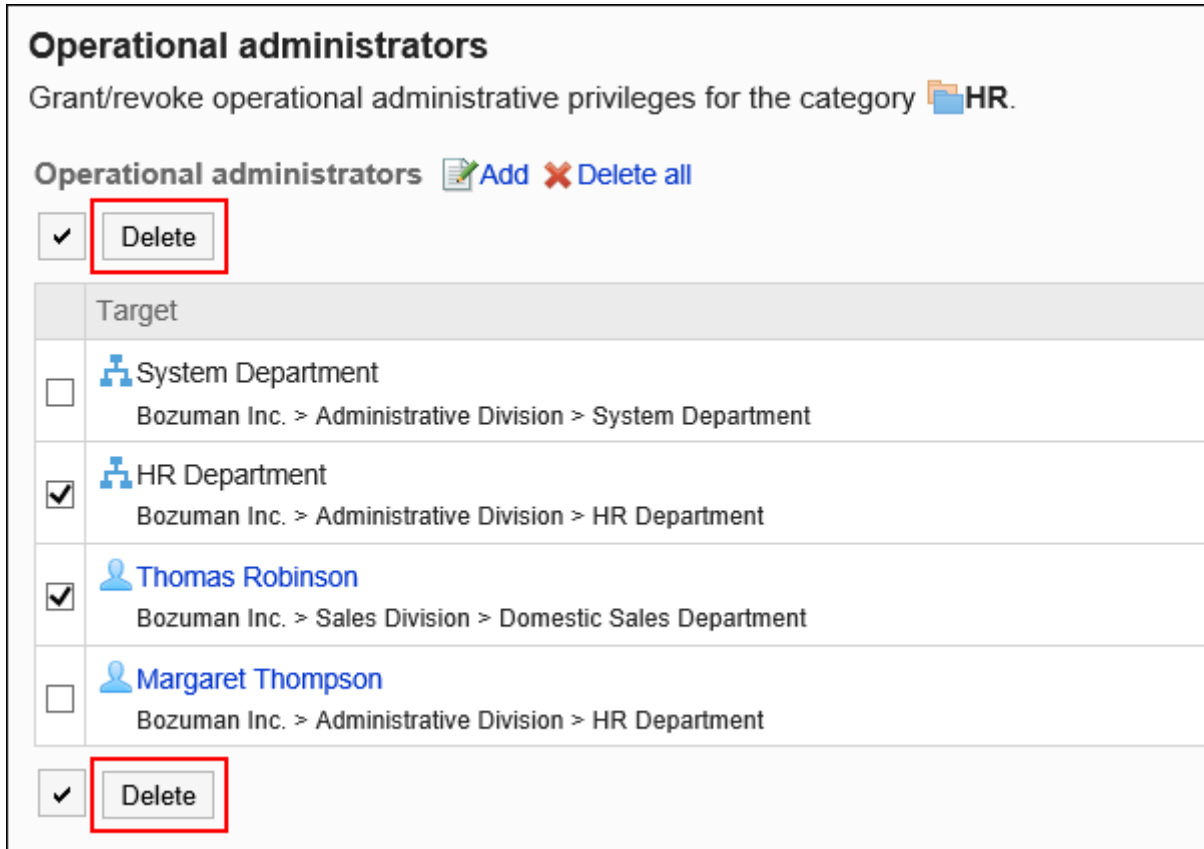 Operational administrators
Grant/revoke operational administrative privileges for the category HR.
Operational administrators Add Delete all
Delete
Target
System Department
Bozuman Inc. > Administrative Division > System Department
HR Department
Bozuman Inc. > Administrative Division > HR Department
Thomas Robinson
Bozuman Inc. > Sales Division > Domestic Sales Department
Margaret Thompson
Bozuman Inc. > Administrative Division > HR Department
Delete